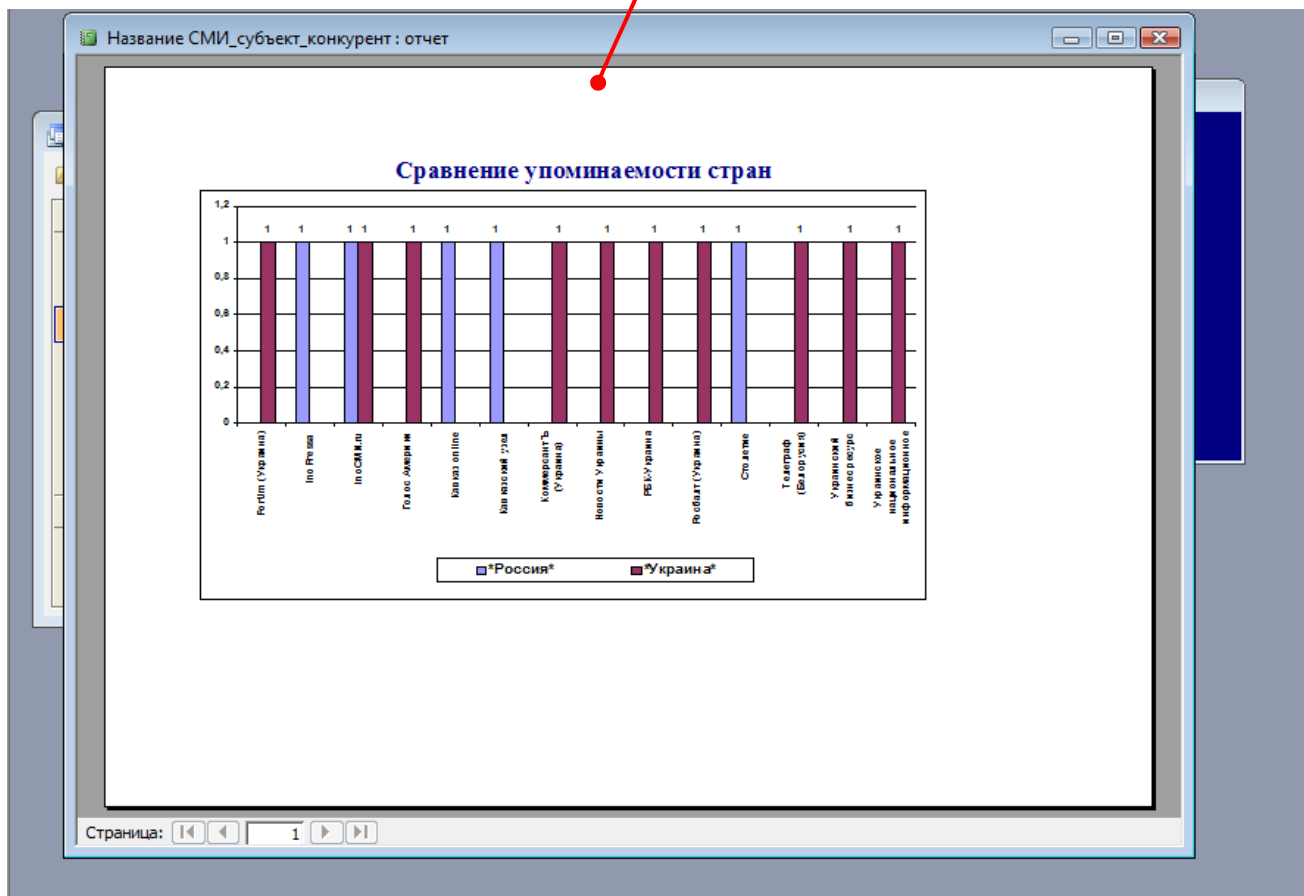 Название СМИ_субъект_конкурент : отчет
Сравнение упоминаемости стран
1,2
1
0,8
0,6
0,4
0,2
0
1 1 1 1 1 1 1 1 1 1 1 1 1 1 1
Fortim (Украина)
Ino Pressa
InoСМИ.ru
Голос Америки
Кавказ online
Кавказский узел
КоммерсантЪ
(Украина)
Новости Украины
РБК-Украина
Росбалт (Украина)
Столетие
Телеграф
(Белоруссия)
Украинский
бизнес ресурс
Украинское
национальное
информационное
*Россия*
*Украина*
Страница:
1